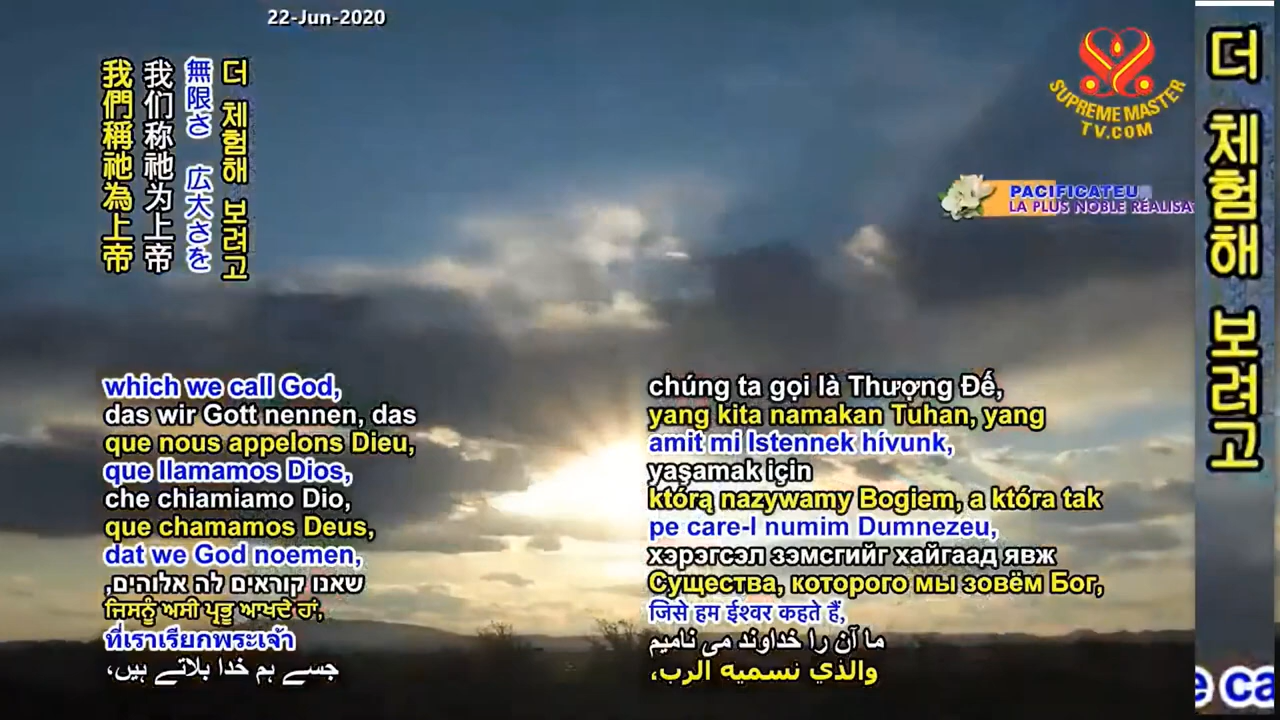 22-Jun-2020
더 체험해 보려고
無限さ 広大さを
我们称祂为上帝
我們稱祂為上帝
SUPREME MASTER
TV.COM
PACIFICATEU
LA PLUS NOBLE RÉALISA
which we call God,
das wir Gott nennen, das
que nous appelons Dieu,
que llamamos Dios,
che chiamiamo Dio,
que chamamos Deus,
dat we God noemen,
שאנו קוראים לה אלוהים,
ਜਿਸਨੂੰ ਅਸੀ ਪ੍ਰਭੂ ਆਖਦੇ ਹਾਂ,
ที่เราเรียกพระเจ้า
جسے ہم خدا بلاتے ہیں،
chúng ta gọi là Thượng Đế,
yang kita namakan Tuhan, yang
amit mi Istennek hívunk,
yaşamak için
którą nazywamy Bogiem, a która tak
pe care-l numim Dumnezeu,
хэрэгсэл зэмсгийг хайгаад явж
Существа, которого мы зовём Бог,
जिसे हम ईश्वर कहते हैं,
ما آن را خداوند می نامیم
والذي نسميه الرب،
더 체험해 보려고
e ca